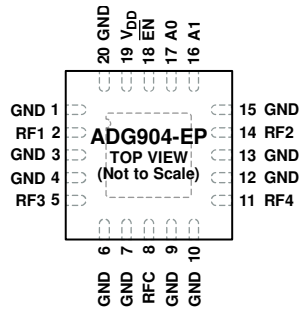 20 GND
19 VDD
18 E̅N̅
17 A0
16 A1
GND 1
RF1 2
GND 3
GND 4
RF3 5
ADG904-EP
TOP VIEW
(Not to Scale)
15 GND
14 RF2
13 GND
12 GND
11 RF4
GND 6
GND 7
RFC 8
GND 9
GND 10